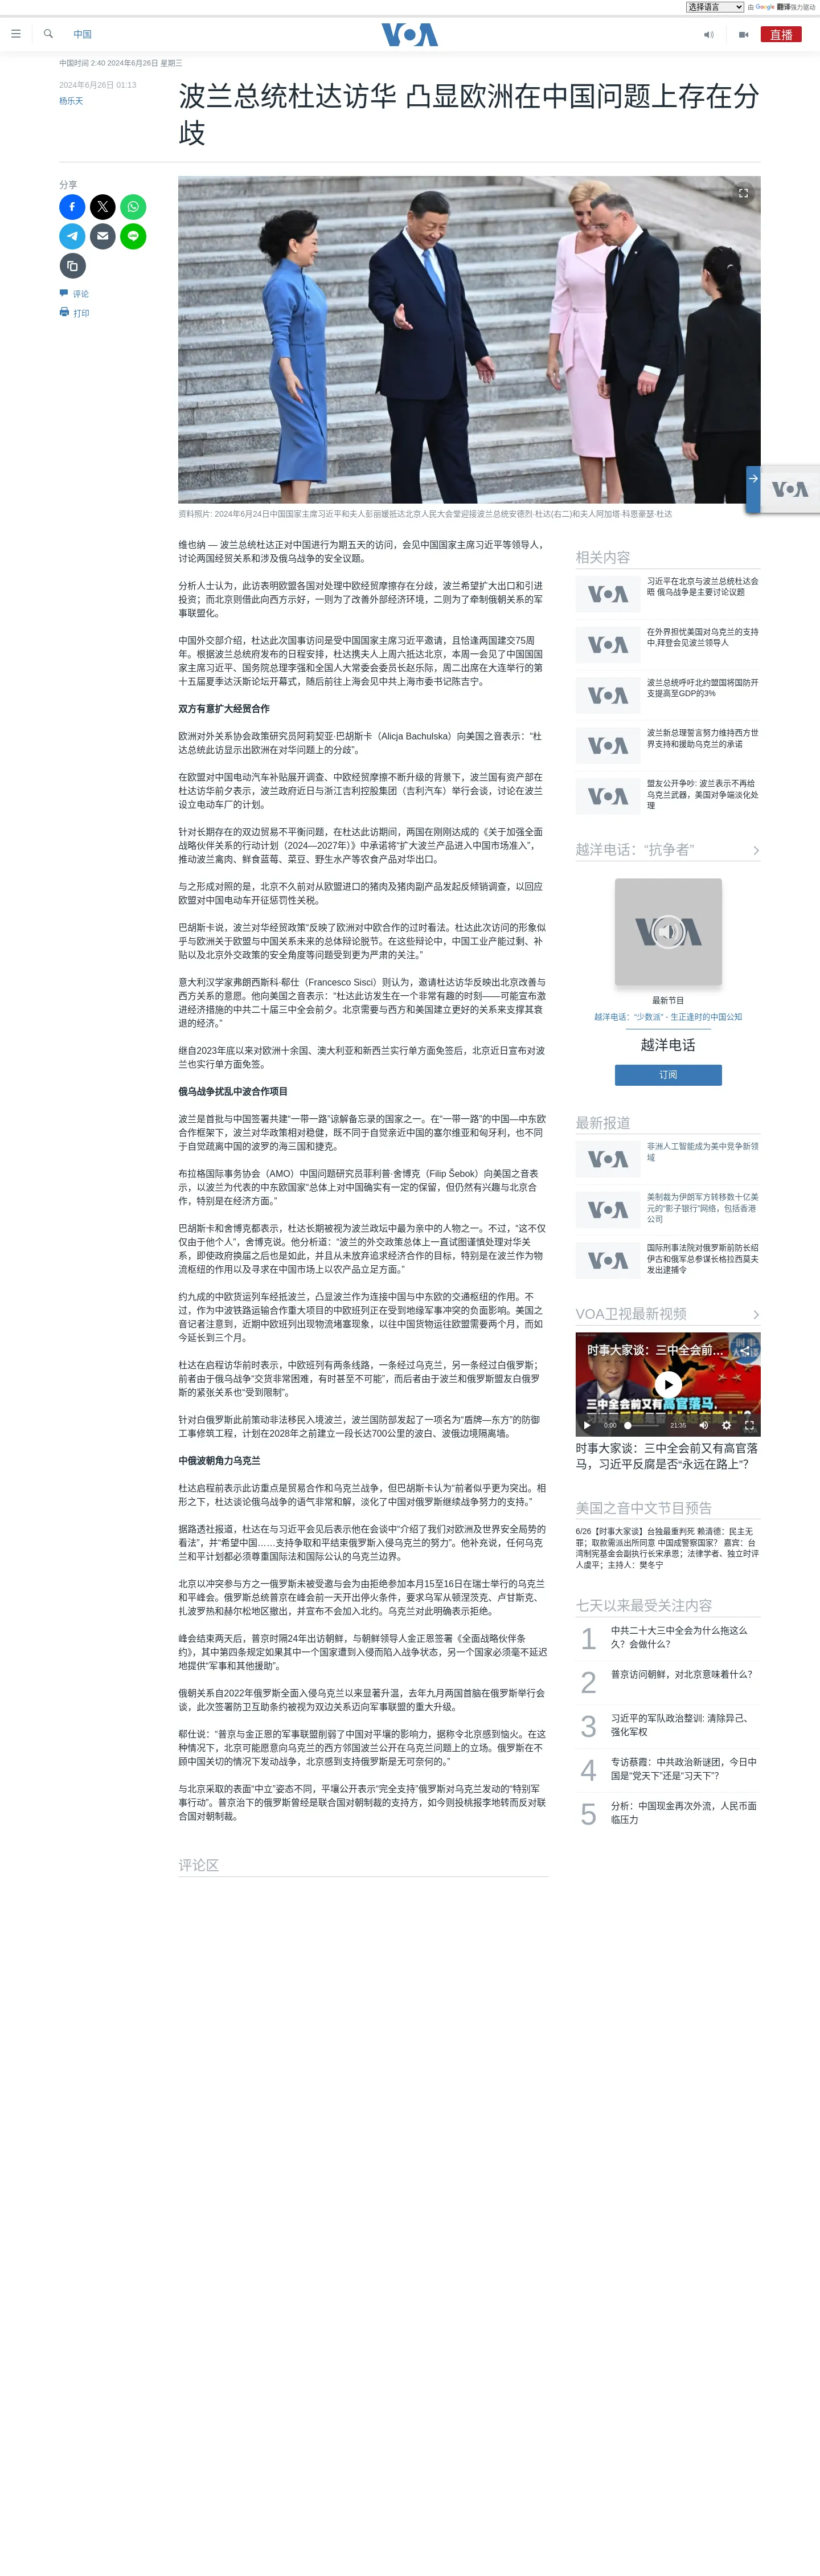 选择语言
由 Google 翻译强力驱动
中国
VOA
直播
中国时间 2:40 2024年6月26日 星期三
2024年6月26日 01:13
杨乐天
波兰总统杜达访华 凸显欧洲在中国问题上存在分
歧
分享
评论
打印
资料照片: 2024年6月24日中国国家主席习近平和夫人彭丽媛抵达北京人民大会堂迎接波兰总统安德烈·杜达(右二)和夫人阿加塔·科恩豪瑟·杜达
VOA
维也纳 — 波兰总统杜达正对中国进行为期五天的访问，会见中国国家主席习近平等领导人，
讨论两国经贸关系和涉及俄乌战争的安全议题。
分析人士认为，此访表明欧盟各国对处理中欧经贸摩擦存在分歧，波兰希望扩大出口和引进
投资；而北京则借此向西方示好，一则为了改善外部经济环境，二则为了牵制俄朝关系的军
事联盟化。
中国外交部介绍，杜达此次国事访问是受中国国家主席习近平邀请，且恰逢两国建交75周
年。根据波兰总统府发布的日程安排，杜达携夫人上周六抵达北京，本周一会见了中国国国
家主席习近平、国务院总理李强和全国人大常委会委员长赵乐际，周二出席在大连举行的第
十五届夏季达沃斯论坛开幕式，随后前往上海会见中共上海市委书记陈吉宁。
双方有意扩大经贸合作
欧洲对外关系协会政策研究员阿莉契亚·巴胡斯卡（Alicja Bachulska）向美国之音表示：“杜
达总统此访显示出欧洲在对华问题上的分歧”。
在欧盟对中国电动汽车补贴展开调查、中欧经贸摩擦不断升级的背景下，波兰国有资产部在
杜达访华前夕表示，波兰政府近日与浙江吉利控股集团（吉利汽车）举行会谈，讨论在波兰
设立电动车厂的计划。
针对长期存在的双边贸易不平衡问题，在杜达此访期间，两国在刚刚达成的《关于加强全面
战略伙伴关系的行动计划（2024—2027年）》中承诺将“扩大波兰产品进入中国市场准入”，
推动波兰禽肉、鲜食蓝莓、菜豆、野生水产等农食产品对华出口。
与之形成对照的是，北京不久前对从欧盟进口的猪肉及猪肉副产品发起反倾销调查，以回应
欧盟对中国电动车开征惩罚性关税。
巴胡斯卡说，波兰对华经贸政策“反映了欧洲对中欧合作的过时看法。杜达此次访问的形象似
乎与欧洲关于欧盟与中国关系未来的总体辩论脱节。在这些辩论中，中国工业产能过剩、补
贴以及北京外交政策的安全角度等问题受到更为严肃的关注。”
意大利汉学家弗朗西斯科·郗仕（Francesco Sisci）则认为，邀请杜达访华反映出北京改善与
西方关系的意愿。他向美国之音表示：“杜达此访发生在一个非常有趣的时刻——可能宣布激
进经济措施的中共二十届三中全会前夕。北京需要与西方和美国建立更好的关系来支撑其衰
退的经济。”
继自2023年底以来对欧洲十余国、澳大利亚和新西兰实行单方面免签后，北京近日宣布对波
兰也实行单方面免签。
俄乌战争扰乱中波合作项目
波兰是首批与中国签署共建“一带一路”谅解备忘录的国家之一。在“一带一路”的中国—中东欧
合作框架下，波兰对华政策相对稳健，既不同于自觉亲近中国的塞尔维亚和匈牙利，也不同
于自觉疏离中国的波罗的海三国和捷克。
布拉格国际事务协会（AMO）中国问题研究员菲利普·舍博克（Filip Šebok）向美国之音表
示，以波兰为代表的中东欧国家“总体上对中国确实有一定的保留，但仍然有兴趣与北京合
作，特别是在经济方面。”
巴胡斯卡和舍博克都表示，杜达长期被视为波兰政坛中最为亲中的人物之一。不过，“这不仅
仅由于他个人”，舍博克说。他分析道：“波兰的外交政策总体上一直试图谨慎处理对华关
系，即使政府换届之后也是如此，并且从未放弃追求经济合作的目标，特别是在波兰作为物
流枢纽的作用以及寻求在中国市场上以农产品立足方面。”
约九成的中欧货运列车经抵波兰，凸显波兰作为连接中国与中东欧的交通枢纽的作用。不
过，作为中波铁路运输合作重大项目的中欧班列正在受到地缘军事冲突的负面影响。美国之
音记者注意到，近期中欧班列出现物流堵塞现象，以往中国货物运往欧盟需要两个月，而如
今延长到三个月。
杜达在启程访华前时表示，中欧班列有两条线路，一条经过乌克兰，另一条经过白俄罗斯；
前者由于俄乌战争“交货非常困难，有时甚至不可能”，而后者由于波兰和俄罗斯盟友白俄罗
斯的紧张关系也“受到限制”。
针对白俄罗斯此前策动非法移民入境波兰，波兰国防部发起了一项名为“盾牌—东方”的防御
工事修筑工程，计划在2028年之前建立一段长达700公里的波白、波俄边境隔离墙。
中俄波朝角力乌克兰
杜达启程前表示此访重点是贸易合作和乌克兰战争，但巴胡斯卡认为“前者似乎更为突出。相
形之下，杜达谈论俄乌战争的语气非常和解，淡化了中国对俄罗斯继续战争努力的支持。”
据路透社报道，杜达在与习近平会见后表示他在会谈中“介绍了我们对欧洲及世界安全局势的
看法”，并“希望中国……支持争取和平结束俄罗斯入侵乌克兰的努力”。他补充说，任何乌克
兰和平计划都必须尊重国际法和国际公认的乌克兰边界。
北京以冲突参与方之一俄罗斯未被受邀与会为由拒绝参加本月15至16日在瑞士举行的乌克兰
和平峰会。俄罗斯总统普京在峰会前一天开出停火条件，要求乌军从顿涅茨克、卢甘斯克、
扎波罗热和赫尔松地区撤出，并宣布不会加入北约。乌克兰对此明确表示拒绝。
峰会结束两天后，普京时隔24年出访朝鲜，与朝鲜领导人金正恩签署《全面战略伙伴条
约》，其中第四条规定如果其中一个国家遭到入侵而陷入战争状态，另一个国家必须毫不延迟
地提供“军事和其他援助”。
俄朝关系自2022年俄罗斯全面入侵乌克兰以来显著升温，去年九月两国首脑在俄罗斯举行会
谈，此次签署防卫互助条约被视为双边关系迈向军事联盟的重大升级。
郗仕说：“普京与金正恩的军事联盟削弱了中国对平壤的影响力，据称令北京感到恼火。在这
种情况下，北京可能愿意向乌克兰的西方邻国波兰公开在乌克兰问题上的立场。俄罗斯在不
顾中国关切的情况下发动战争，北京感到支持俄罗斯是无可奈何的。”
与北京采取的表面“中立”姿态不同，平壤公开表示“完全支持”俄罗斯对乌克兰发动的“特别军
事行动”。普京治下的俄罗斯曾经是联合国对朝制裁的支持方，如今则投桃报李地转而反对联
合国对朝制裁。
评论区
相关内容
VOA
习近平在北京与波兰总统杜达会
晤 俄乌战争是主要讨论议题
VOA
在外界担忧美国对乌克兰的支持
中,拜登会见波兰领导人
VOA
波兰总统呼吁北约盟国将国防开
支提高至GDP的3%
VOA
波兰新总理誓言努力维持西方世
界支持和援助乌克兰的承诺
VOA
盟友公开争吵: 波兰表示不再给
乌克兰武器，美国对争端淡化处
理
越洋电话：“抗争者”
VOA
最新节目
越洋电话：“少数派” - 生正逢时的中国公知
越洋电话
订阅
最新报道
VOA
非洲人工智能成为美中竞争新领
域
VOA
美制裁为伊朗军方转移数十亿美
元的“影子银行”网络，包括香港
公司
VOA
国际刑事法院对俄罗斯前防长绍
伊古和俄军总参谋长格拉西莫夫
发出逮捕令
VOA卫视最新视频
时事大家谈：三中全会前…
三中全会前又有高官落马，
0:00
21:35
时事大家谈：三中全会前又有高官落
马，习近平反腐是否“永远在路上”？
美国之音中文节目预告
6/26【时事大家谈】台独最重判死 赖清德：民主无
罪；取款需派出所同意 中国成警察国家？ 嘉宾：台
湾制宪基金会副执行长宋承恩；法律学者、独立时评
人虞平；主持人：樊冬宁
七天以来最受关注内容
1
中共二十大三中全会为什么拖这么
久？会做什么？
2
普京访问朝鲜，对北京意味着什么？
3
习近平的军队政治整训: 清除异己、
强化军权
4
专访蔡霞：中共政治新谜团，今日中
国是“党天下”还是“习天下”？
5
分析：中国现金再次外流，人民币面
临压力